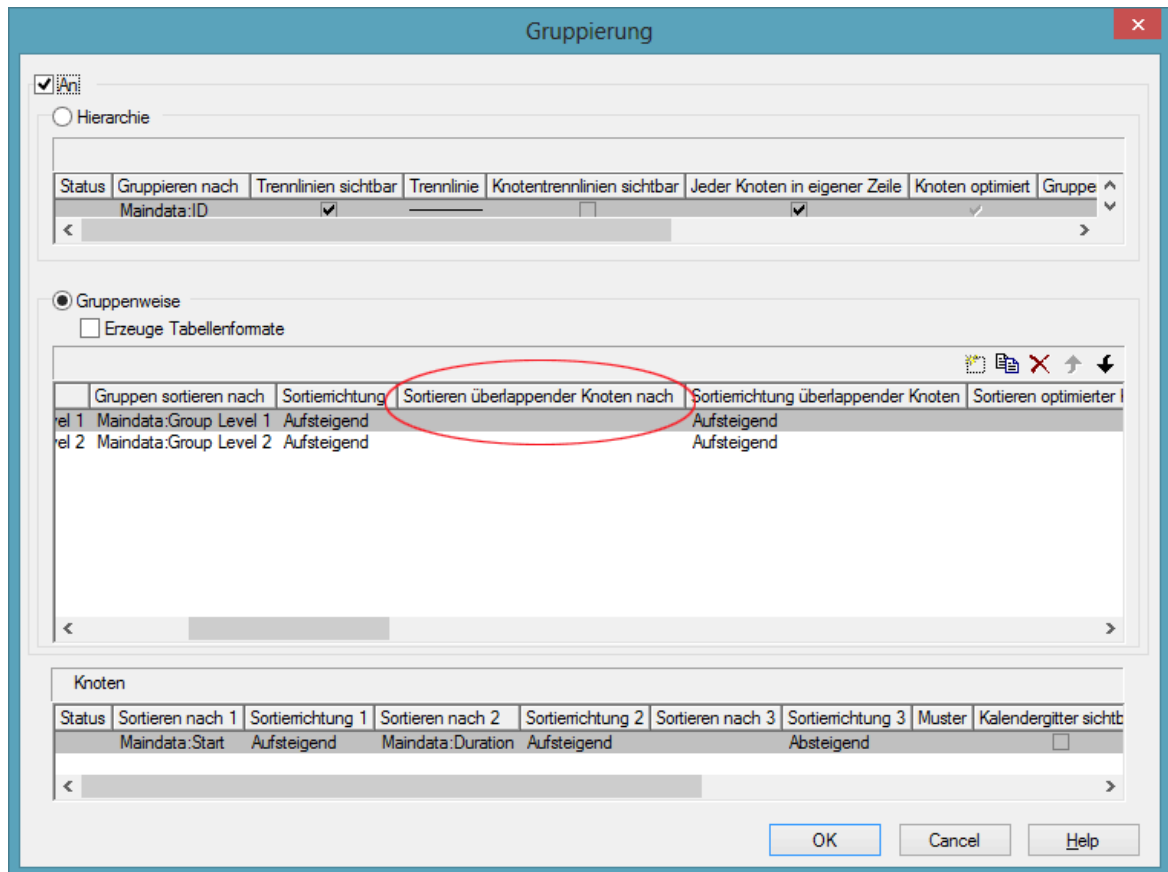 Gruppierung
An
Hierarchie
Status Gruppieren nach Trennlinien sichtbar Trennlinie Knotentrennlinien sichtbar Jeder Knoten in eigener Zeile Knoten optimiert Gruppe
Maindata:ID
Gruppenweise
Erzeuge Tabellenformate
Gruppen sortieren nach Sortierrichtung Sortieren überlappender Knoten nach Sortierrichtung überlappender Knoten Sortieren optimierter
vel 1 Maindata:Group Level 1 Aufsteigend Aufsteigend
vel 2 Maindata:Group Level 2 Aufsteigend Aufsteigend
Knoten
Status Sortieren nach 1 Sortierrichtung 1 Sortieren nach 2 Sortierrichtung 2 Sortieren nach 3 Sortierrichtung 3 Muster Kalendergitter sichtb
Maindata:Start Aufsteigend Maindata:Duration Aufsteigend Absteigend
OK Cancel Help